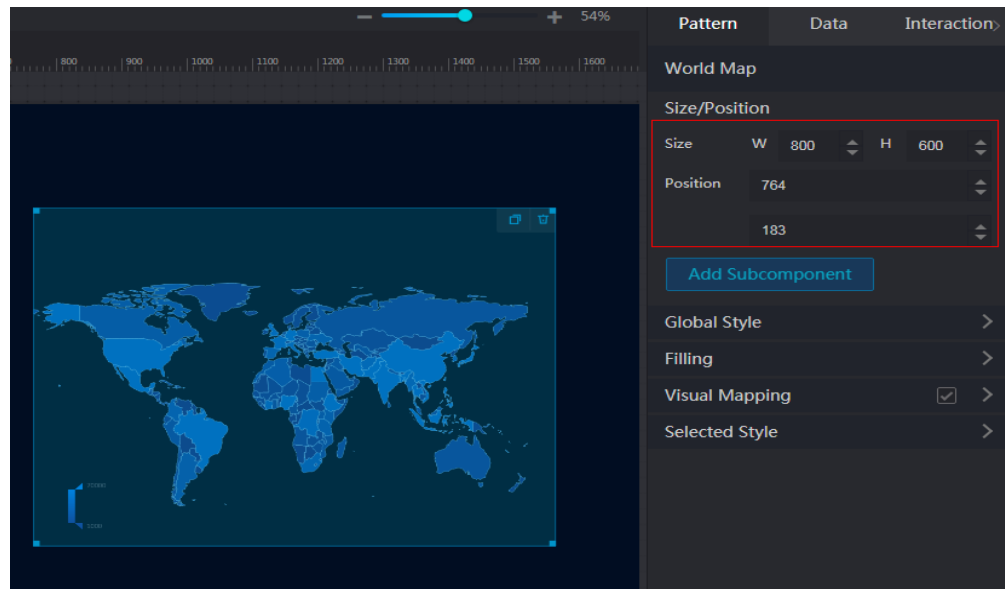 54%
Pattern Data Interaction
800 900 1000 1100 1200 1300 1400 1500 1600
World Map
Size/Position
Size W 800 H 600
Position 764
183
Add Subcomponent
Global Style
Filling
Visual Mapping
Selected Style